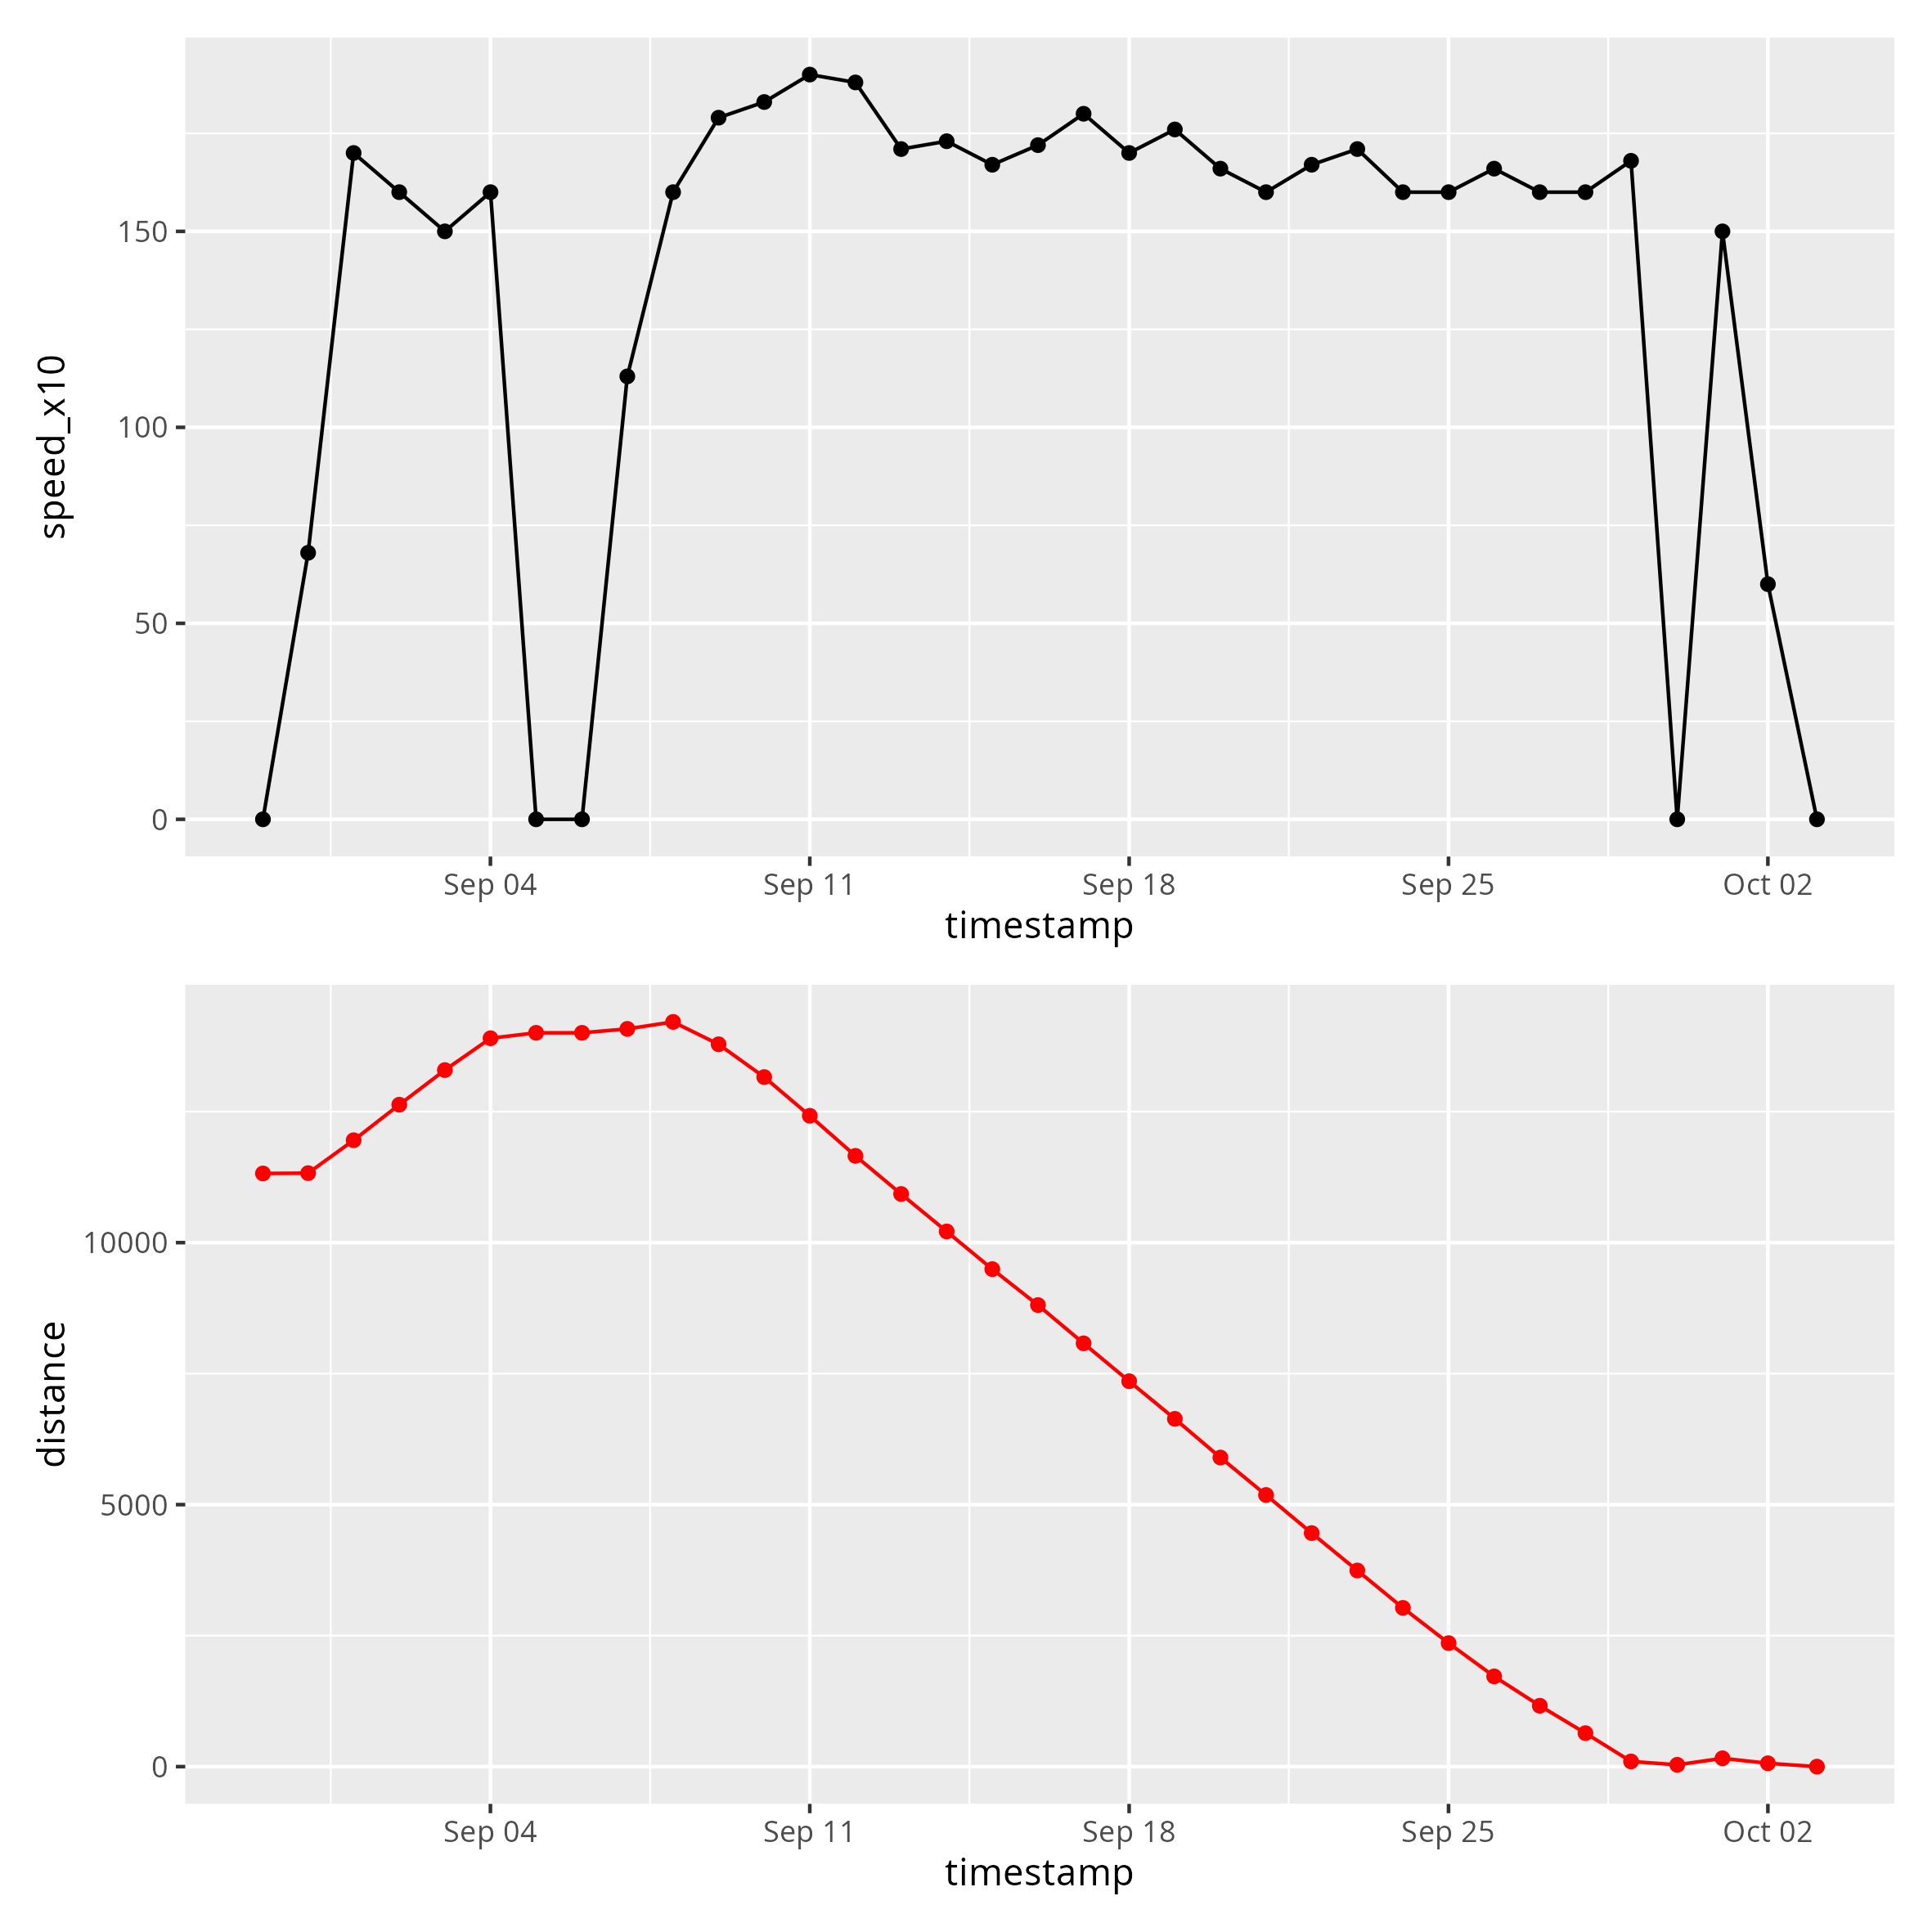 speed_x10
150
100
50
0
Sep 04 Sep 11 Sep 18 Sep 25 Oct 02
timestamp
distance
10000
5000
0
Sep 04 Sep 11 Sep 18 Sep 25 Oct 02
timestamp